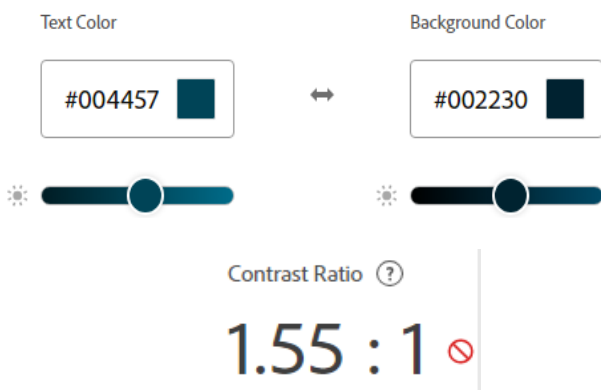 Text Color Background Color
#004457 #002230
Contrast Ratio ?
1.55 : 1